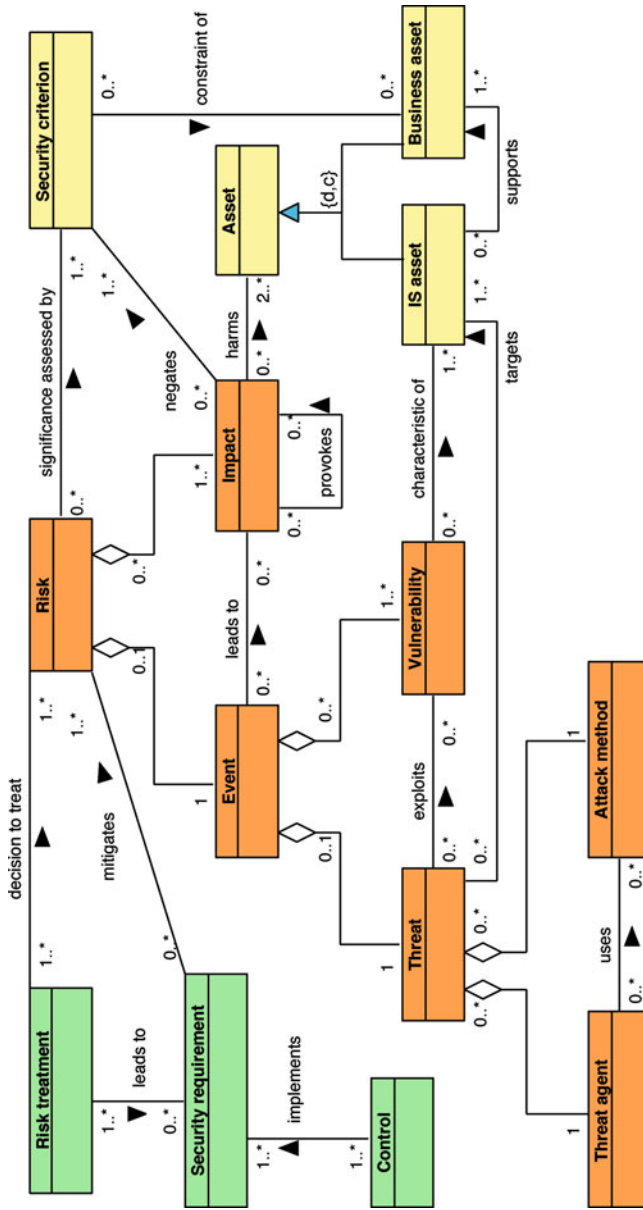 decision to treat
significance assessed by
Risk treatment
1..*
1..*
Risk
0..*
1..*
Security criterion
1..*
1..*
0..*
leads to
mitigates
negates
constraint of
1..*
0..*
0..*
0..1
0..*
Security requirement
1
Event
leads to
0..*
0..*
1..*
Impact
0..*
0..*
0..*
provokes
harms
0..*
2..*
Asset
{d,c}
implements
1..*
1..*
Control
0..1
0..*
1
Threat
exploits
0..*
0..*
1..*
Vulnerability
characteristic of
0..*
1..*
IS asset
0..*
Business asset
0..*
1..*
supports
0..*
0..*
0..*
targets
1..*
1
Threat agent
uses
0..*
0..*
1
Attack method